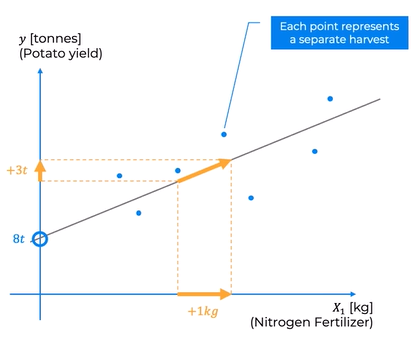 Each point represents
a separate harvest
y [tonnes]
(Potato yield)
+3t
8t
+1kg
X₁ [kg]
(Nitrogen Fertilizer)